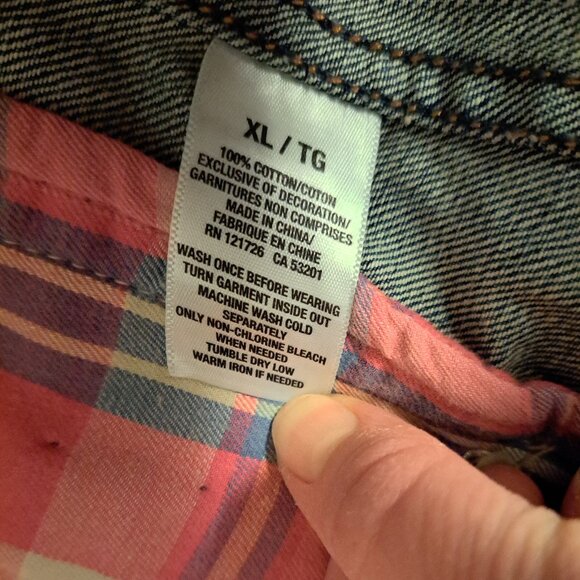 XL / TG
100% COTTON/COTON
EXCLUSIVE OF DECORATION/
GARNITURES NON COMPRISES
MADE IN CHINA/
FABRIQUE EN CHINE
RN 121726 CA 53201
WASH ONCE BEFORE WEARING
TURN GARMENT INSIDE OUT
MACHINE WASH COLD
SEPARATELY
ONLY NON-CHLORINE BLEACH
WHEN NEEDED
TUMBLE DRY LOW
WARM IRON IF NEEDED